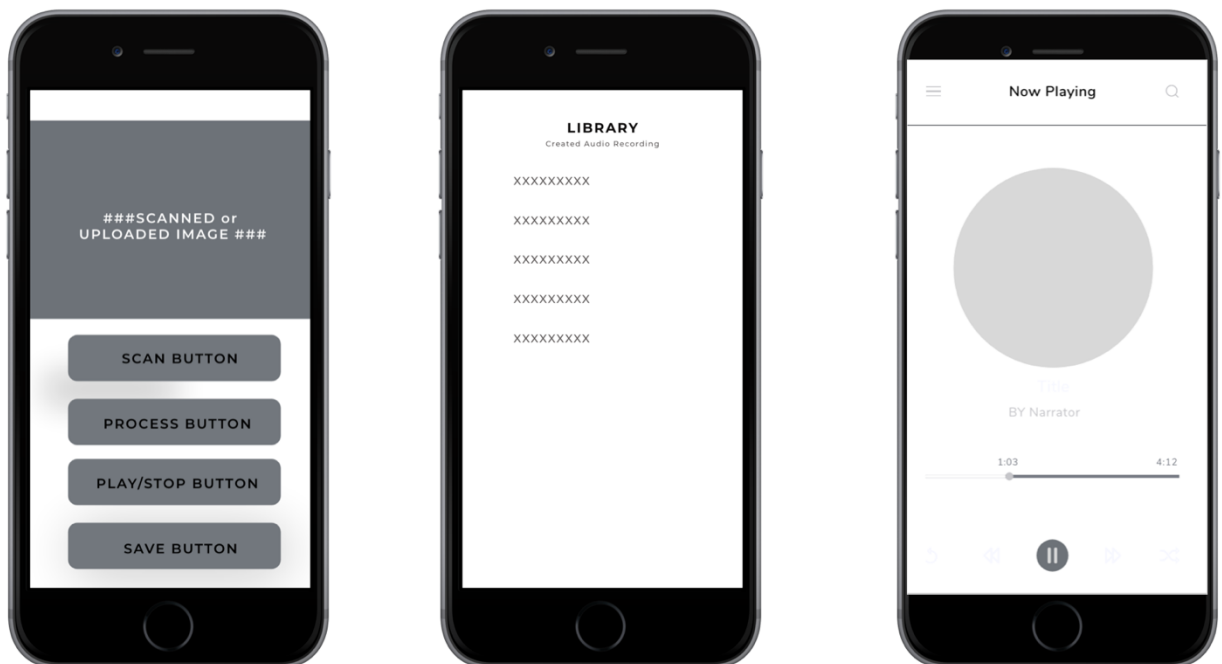 ###SCANNED or
UPLOADED IMAGE ###
SCAN BUTTON
PROCESS BUTTON
PLAY/STOP BUTTON
SAVE BUTTON
LIBRARY
Created Audio Recording
XXXXXXXXX
XXXXXXXXX
XXXXXXXXX
XXXXXXXXX
XXXXXXXXX
Now Playing
Title
BY Narrator
1:03 4:12